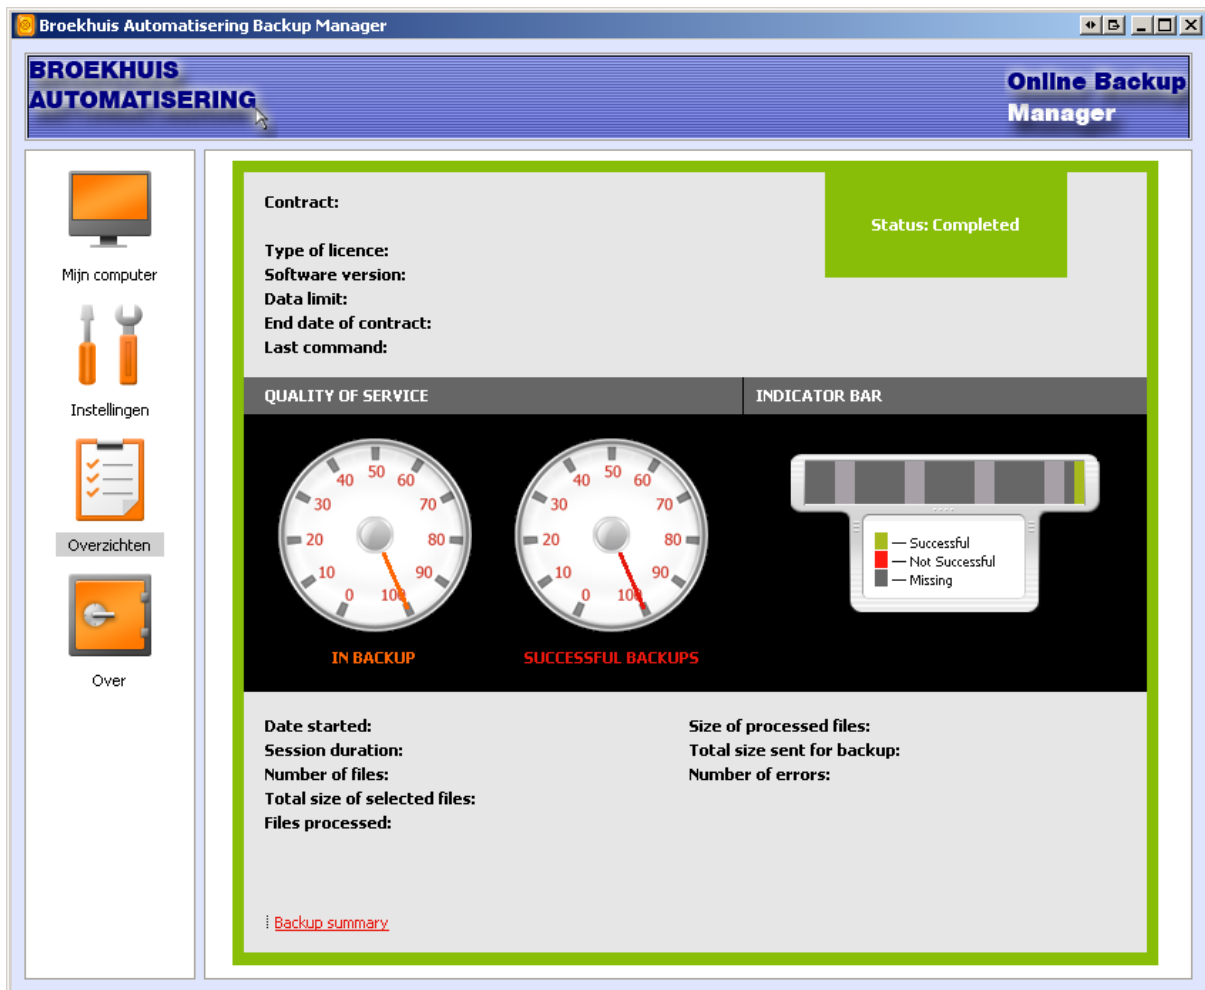 Broekhuis Automatisering Backup Manager
BROEKHUIS
AUTOMATISERING
Online Backup
Manager
Mijn computer
Instellingen
Overzichten
Over
Contract:
Status: Completed
Type of licence:
Software version:
Data limit:
End date of contract:
Last command:
QUALITY OF SERVICE
INDICATOR BAR
0 10 20 30 40 50 60 70 80 90 100
IN BACKUP
0 10 20 30 40 50 60 70 80 90 100
SUCCESSFUL BACKUPS
— Successful
— Not Successful
— Missing
Date started:
Session duration:
Number of files:
Total size of selected files:
Files processed:
Size of processed files:
Total size sent for backup:
Number of errors:
Backup summary